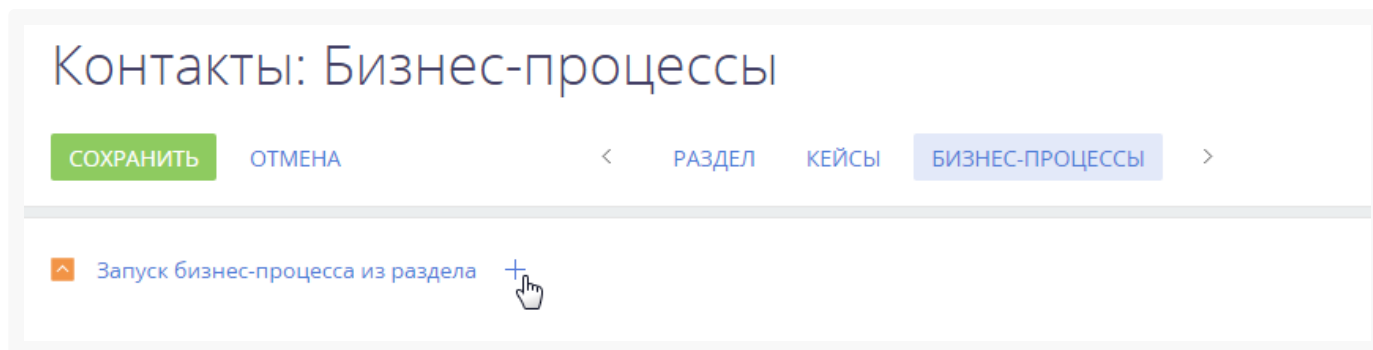 Контакты: Бизнес-процессы
СОХРАНИТЬ ОТМЕНА < РАЗДЕЛ КЕЙСЫ БИЗНЕС-ПРОЦЕССЫ >
Запуск бизнес-процесса из раздела +